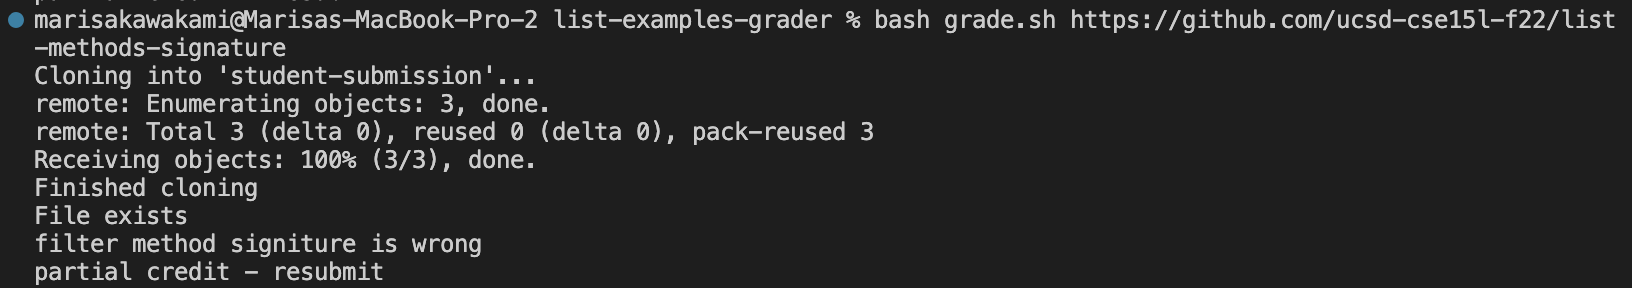 marisakawakami@Marisas-MacBook-Pro-2 list-examples-grader % bash grade.sh https://github.com/ucsd-cse15l-f22/list
-methods-signature
Cloning into 'student-submission'...
remote: Enumerating objects: 3, done.
remote: Total 3 (delta 0), reused 0 (delta 0), pack-reused 3
Receiving objects: 100% (3/3), done.
Finished cloning
File exists
filter method signiture is wrong
partial credit - resubmit